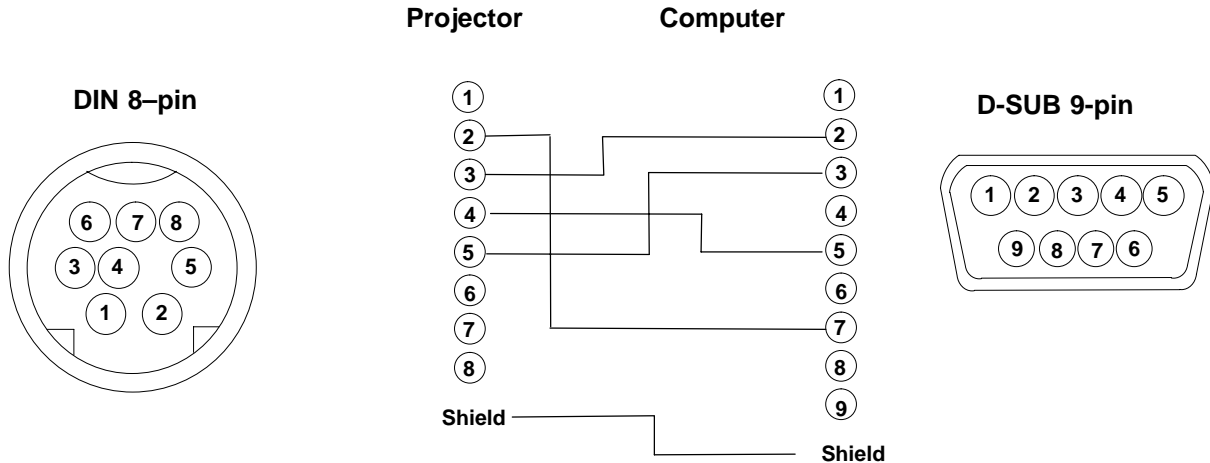 Projector Computer
DIN 8–pin
1
2
3
4
5
6
7
8
Shield
1
2
3
4
5
6
7
8
9
Shield
D-SUB 9-pin
6 7 8
3 4 5
1 2
1 2 3 4 5
9 8 7 6